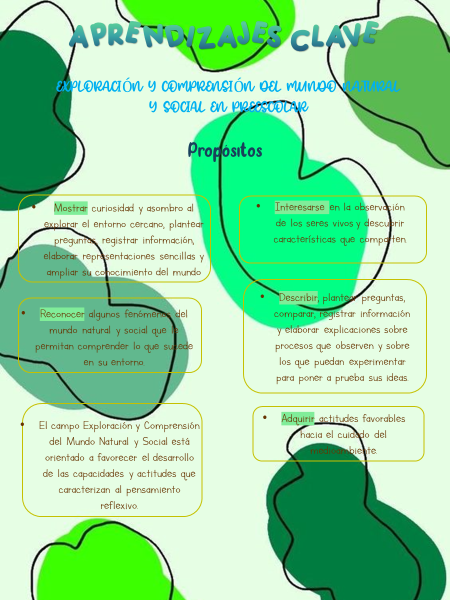 APRENDIZAJES CLAVE
EXPLORACIÓN Y COMPRENSIÓN DEL MUNDO NATURAL
Y SOCIAL EN PREESCOLAR
Propósitos
• Mostrar curiosidad y asombro al
explorar el entorno cercano, plantear
preguntas, registrar información,
elaborar representaciones sencillas y
ampliar su conocimiento del mundo.
• Interesarse en la observación
de los seres vivos y descubrir
características que comparten.
• Reconocer algunos fenómenos del
mundo natural y social que le
permitan comprender lo que sucede
en su entorno.
• Describir, plantear preguntas,
comparar, registrar información
y elaborar explicaciones sobre
procesos que observen y sobre
los que puedan experimentar
para poner a prueba sus ideas.
• El campo Exploración y Comprensión
del Mundo Natural y Social está
orientado a favorecer el desarrollo
de las capacidades y actitudes que
caracterizan al pensamiento
reflexivo.
• Adquirir actitudes favorables
hacia el cuidado del
medioambiente.